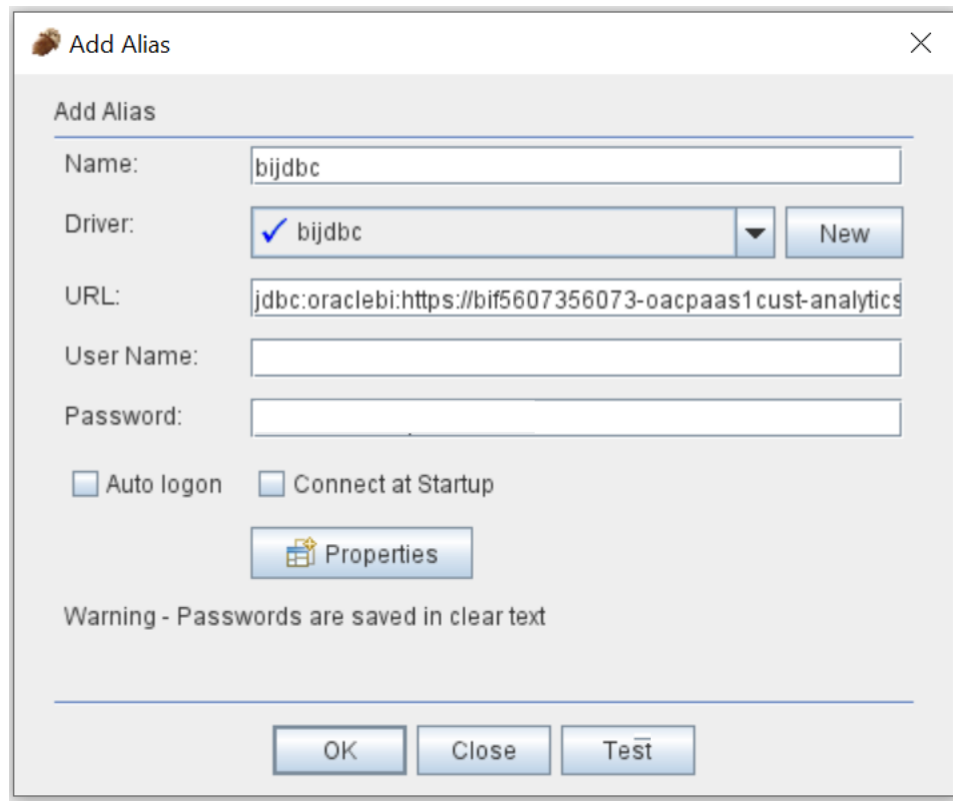 Add Alias
Add Alias
Name: bijdbc
Driver: bijdbc New
URL: jdbc:oraclebi:https://bif5607356073-oacpaas1cust-analytics
User Name:
Password:
Auto logon Connect at Startup
Properties
Warning - Passwords are saved in clear text
OK Close Test